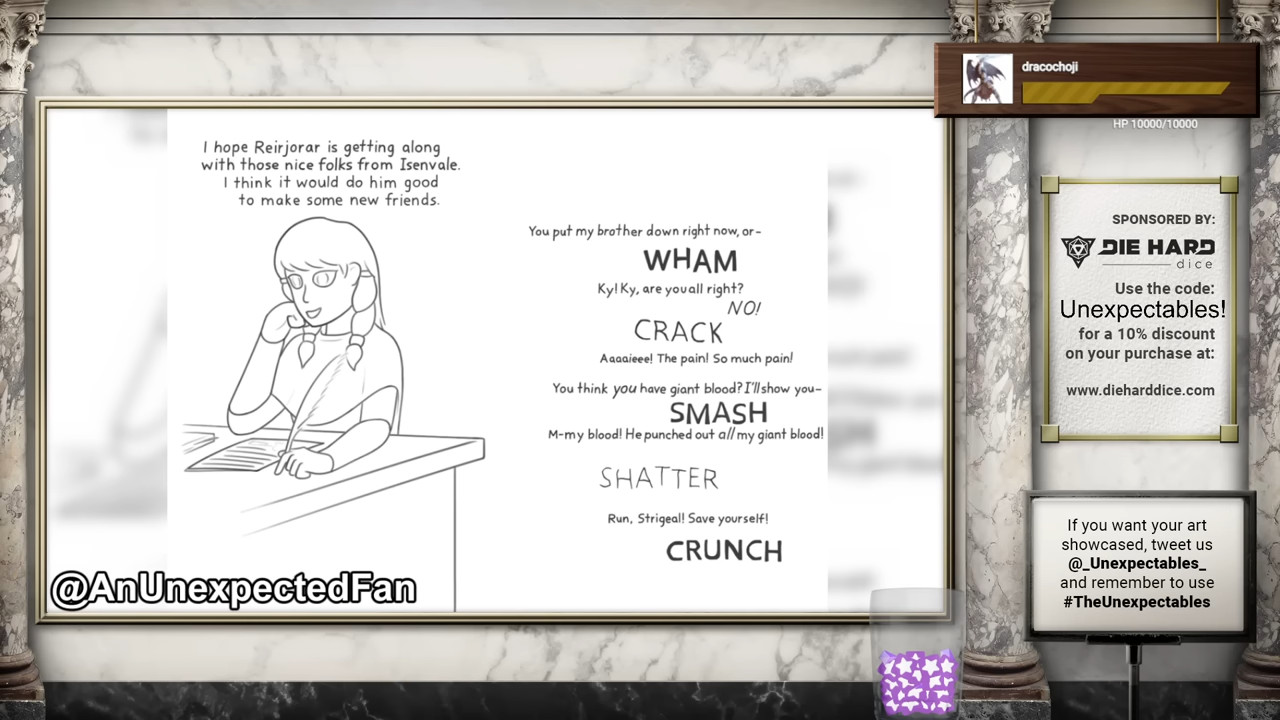 I hope Reirjorar is getting along
with those nice folks from Isenvale.
I think it would do him good
to make some new friends.
You put my brother down right now, or-
WHAM
Ky! Ky, are you all right?
NO!
CRACK
Aaaaieee! The pain! So much pain!
You think you have giant blood? I'll show you-
SMASH
M-my blood! He punched out all my giant blood!
SHATTER
Run, Strigeal! Save yourself!
CRUNCH
@AnUnexpectedFan
dracochoji
HP 10000/10000
SPONSORED BY:
DIE HARD
dice
Use the code:
Unexpectables!
for a 10% discount
on your purchase at:
www.dieharddice.com
If you want your art
showcased, tweet us
@_Unexpectables_
and remember to use
#TheUnexpectables